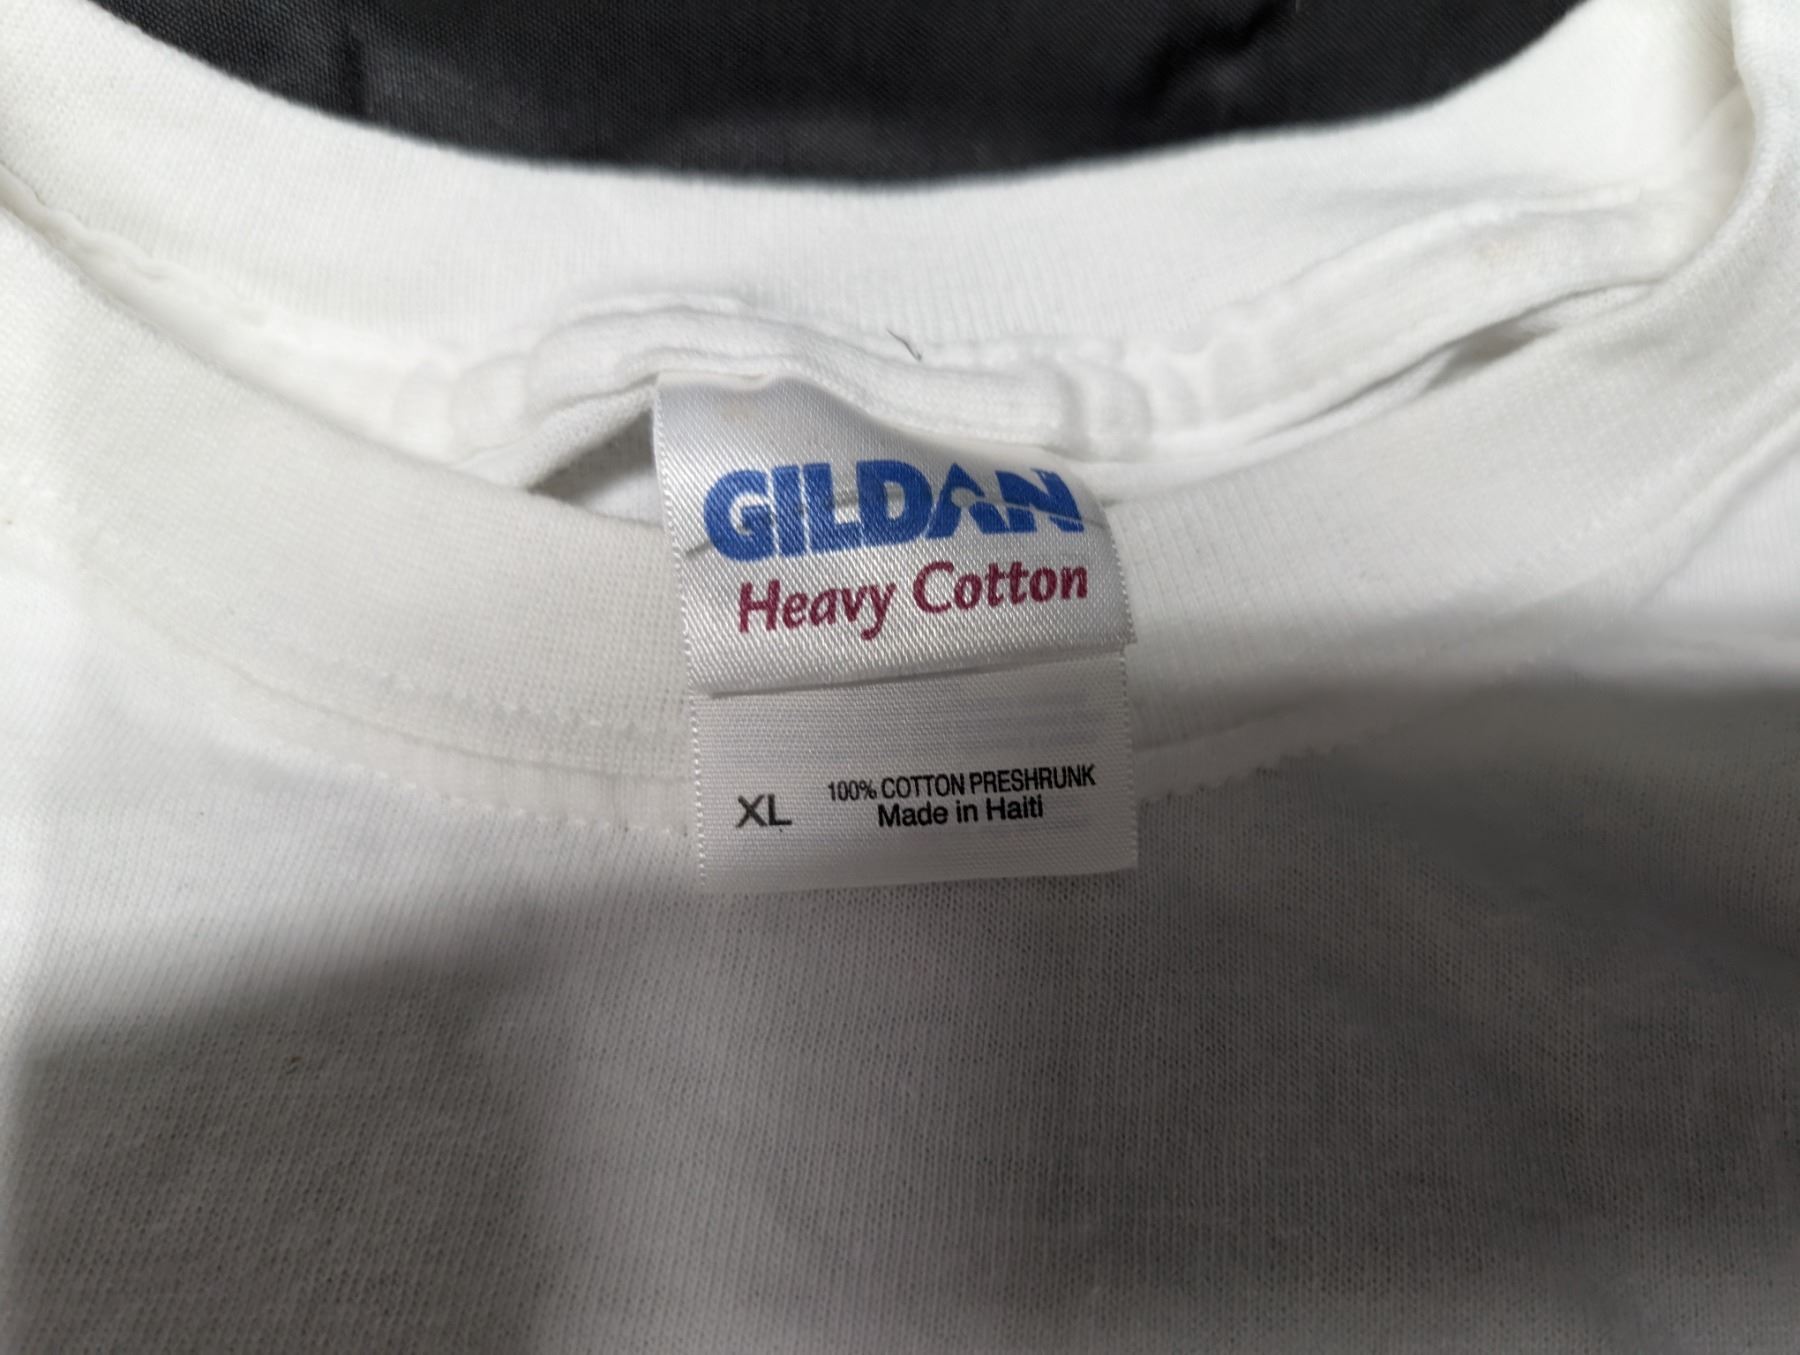 GILDAN
Heavy Cotton
XL
100% COTTON PRESHRUNK
Made in Haiti